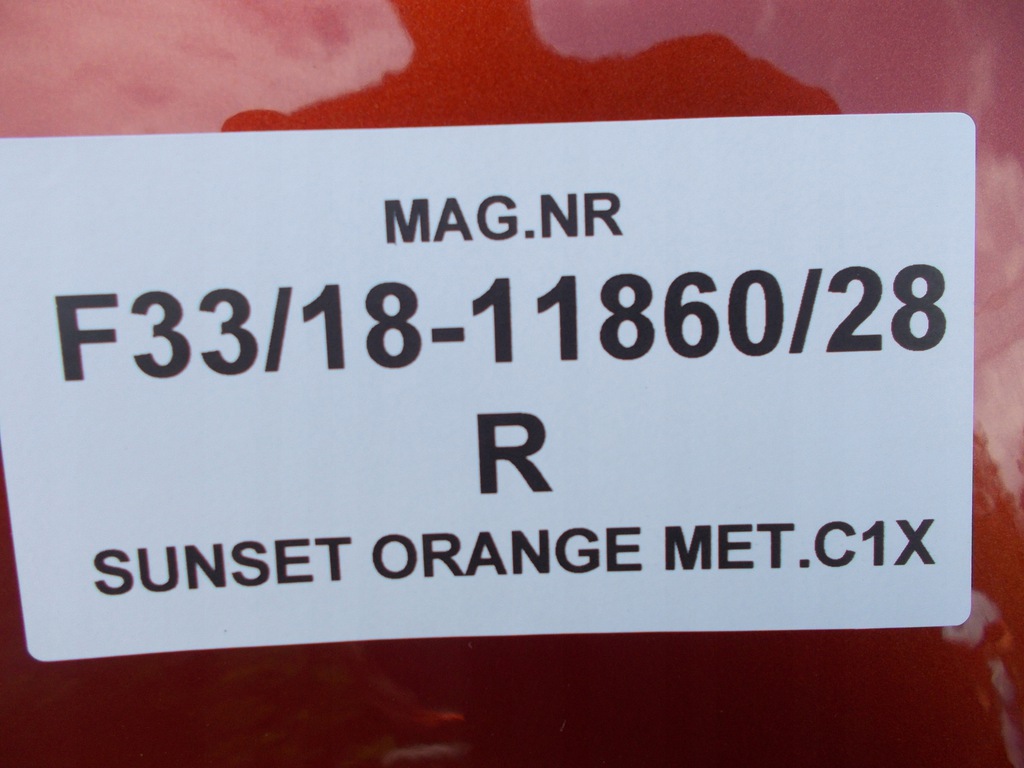 MAG.NR
F33/18-11860/28
R
SUNSET ORANGE MET.C1X